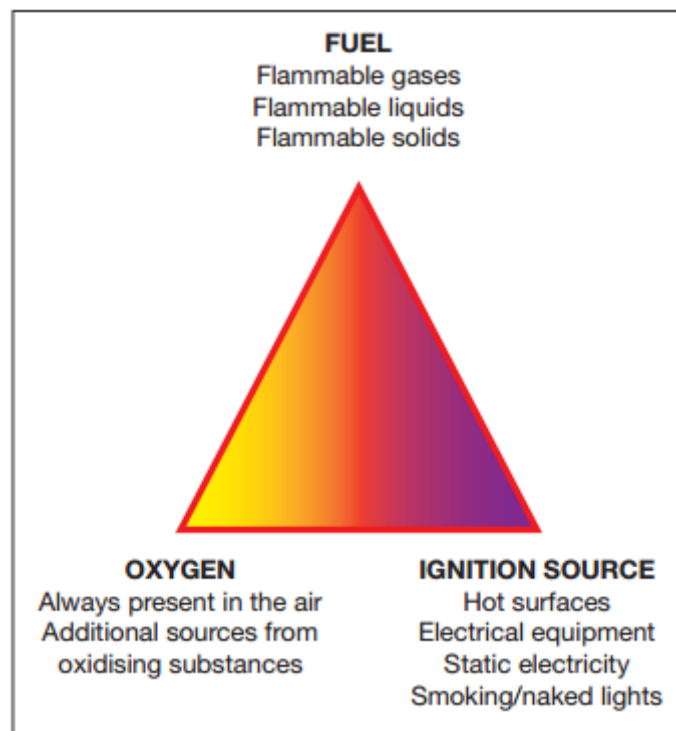 FUEL
Flammable gases
Flammable liquids
Flammable solids
OXYGEN
Always present in the air
Additional sources from
oxidising substances
IGNITION SOURCE
Hot surfaces
Electrical equipment
Static electricity
Smoking/naked lights